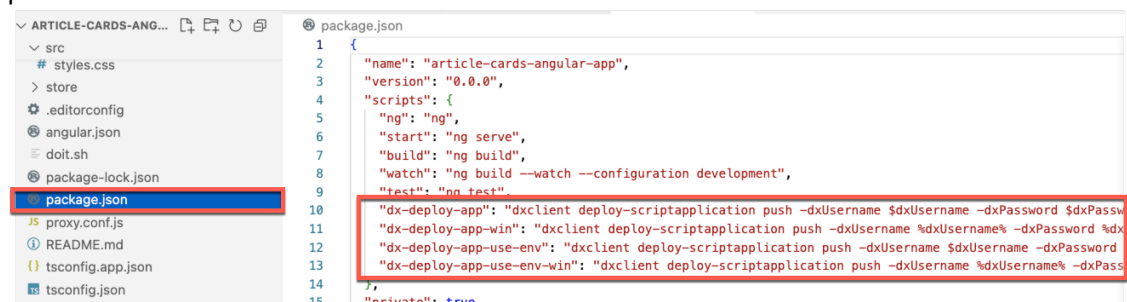 ARTICLE-CARDS-ANG...
src
# styles.css
store
.editorconfig
angular.json
doit.sh
package-lock.json
package.json
JS proxy.conf.js
README.md
{} tsconfig.app.json
TS tsconfig.json
package.json
1 {
2 "name": "article-cards-angular-app",
3 "version": "0.0.0",
4 "scripts": {
5 "ng": "ng",
6 "start": "ng serve",
7 "build": "ng build",
8 "watch": "ng build --watch --configuration development",
9 "test": "ng test",
10 "dx-deploy-app": "dxclient deploy-scriptapplication push -dxUsername $dxUsername -dxPassword $dxPassw
11 "dx-deploy-app-win": "dxclient deploy-scriptapplication push -dxUsername %dxUsername% -dxPassword %dx
12 "dx-deploy-app-use-env": "dxclient deploy-scriptapplication push -dxUsername $dxUsername -dxPassword
13 "dx-deploy-app-use-env-win": "dxclient deploy-scriptapplication push -dxUsername %dxUsername% -dxPass
14 },
15 "private": true,